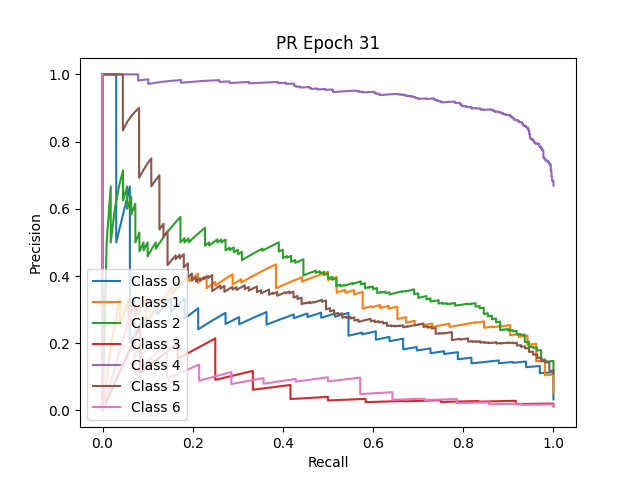 PR Epoch 31
Precision
1.0
0.8
0.6
0.4
0.2
0.0
Class 0
Class 1
Class 2
Class 3
Class 4
Class 5
Class 6
0.0 0.2 0.4 0.6 0.8 1.0
Recall